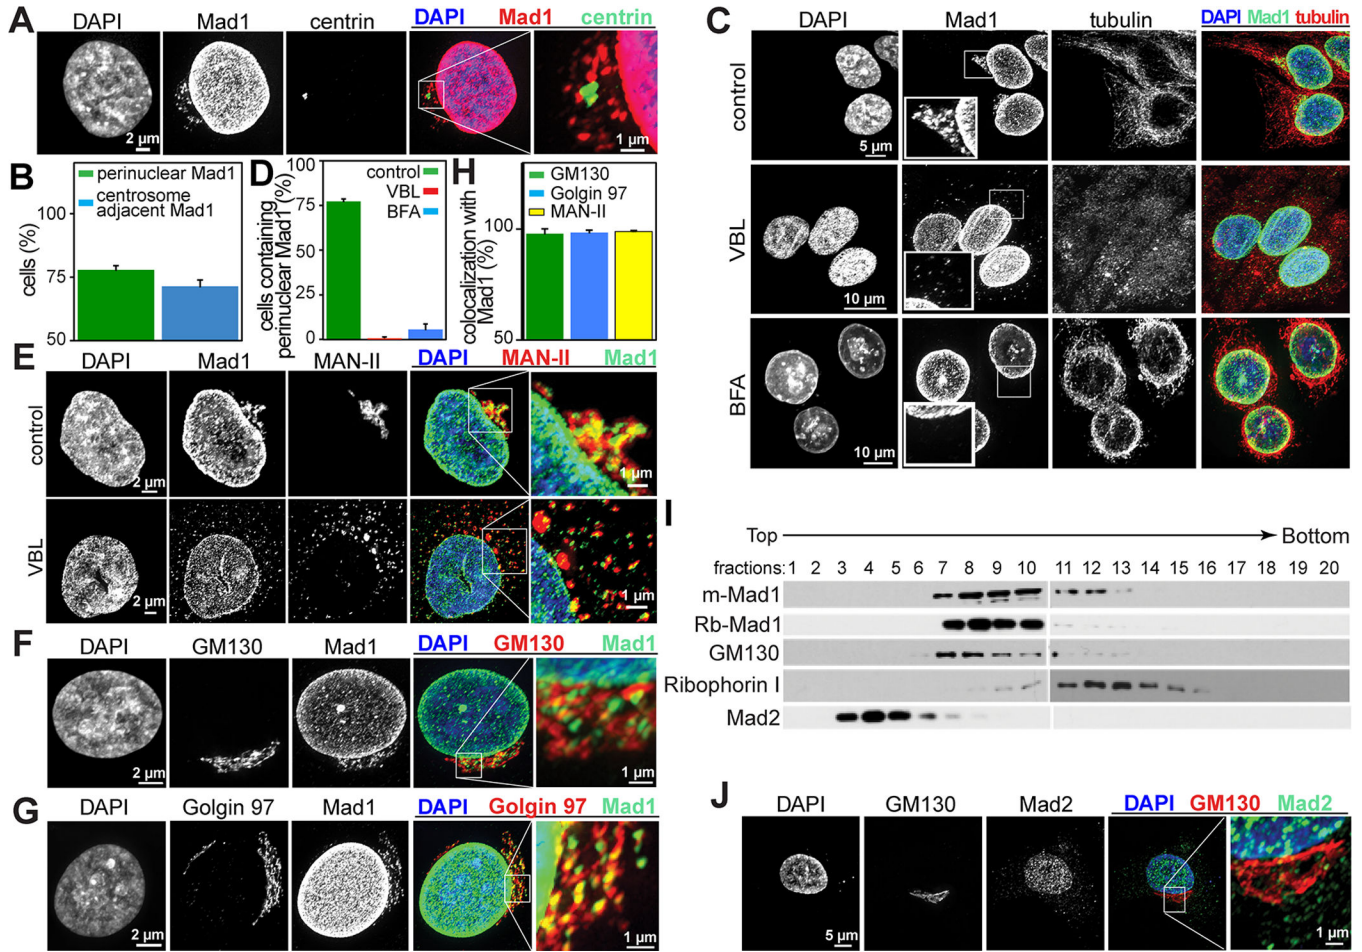 A
DAPI Mad1 centrin DAPI Mad1 centrin
2 µm
1 µm
B
perinuclear Mad1
centrosome
adjacent Mad1
cells (%)
100
75
50
D
cells containing
perinuclear Mad1 (%)
control
VBL
BFA
100
75
50
25
0
H
colocalization with
Mad1 (%)
GM130
Golgin 97
MAN-II
100
50
C
DAPI Mad1 tubulin DAPI Mad1 tubulin
control
5 µm
VBL
10 µm
BFA
10 µm
E
DAPI Mad1 MAN-II DAPI MAN-II Mad1
control
2 µm
1 µm
VBL
2 µm
1 µm
F
DAPI GM130 Mad1 DAPI GM130 Mad1
2 µm
1 µm
G
DAPI Golgin 97 Mad1 DAPI Golgin 97 Mad1
2 µm
1 µm
I
Top Bottom
fractions: 1 2 3 4 5 6 7 8 9 10 11 12 13 14 15 16 17 18 19 20
m-Mad1
Rb-Mad1
GM130
Ribophorin I
Mad2
J
DAPI GM130 Mad2 DAPI GM130 Mad2
5 µm
1 µm